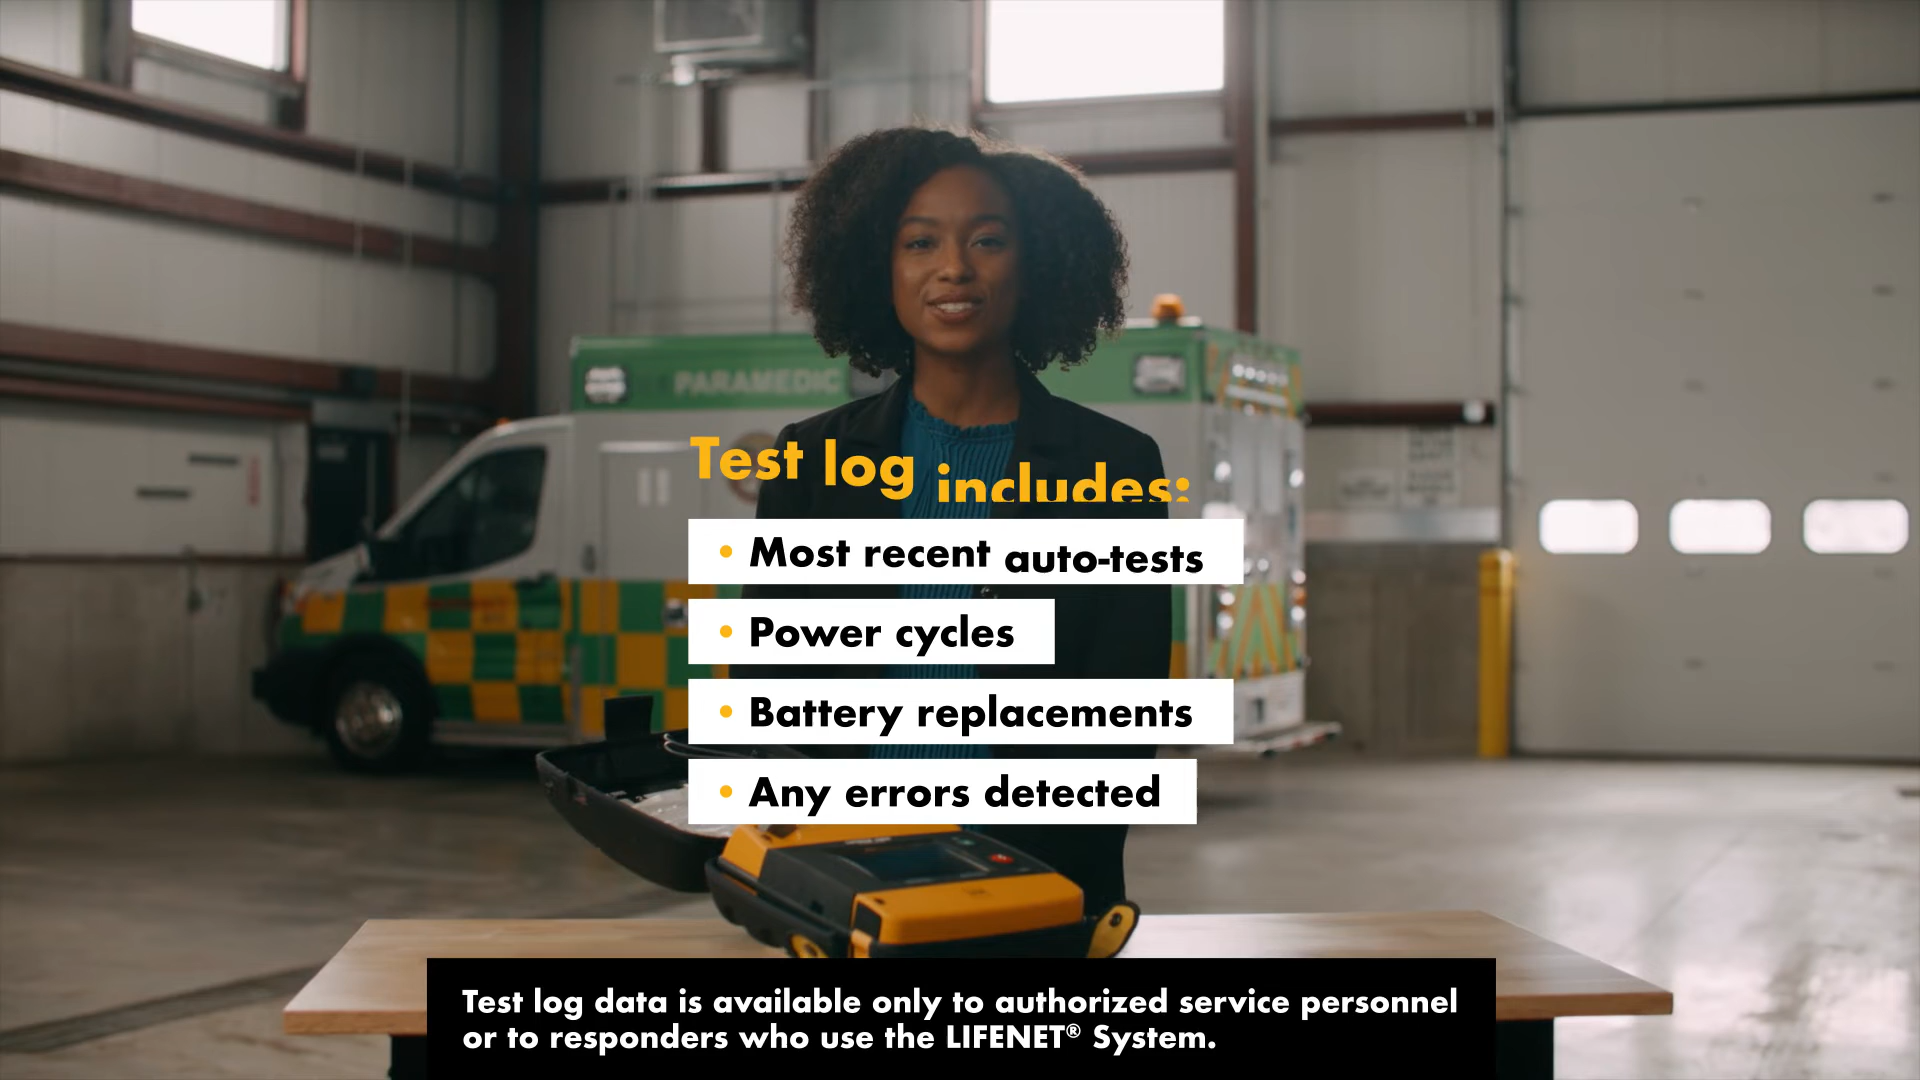 PARAMEDIC
Test log includes:
• Most recent auto-tests
• Power cycles
• Battery replacements
• Any errors detected
Test log data is available only to authorized service personnel
or to responders who use the LIFENET® System.